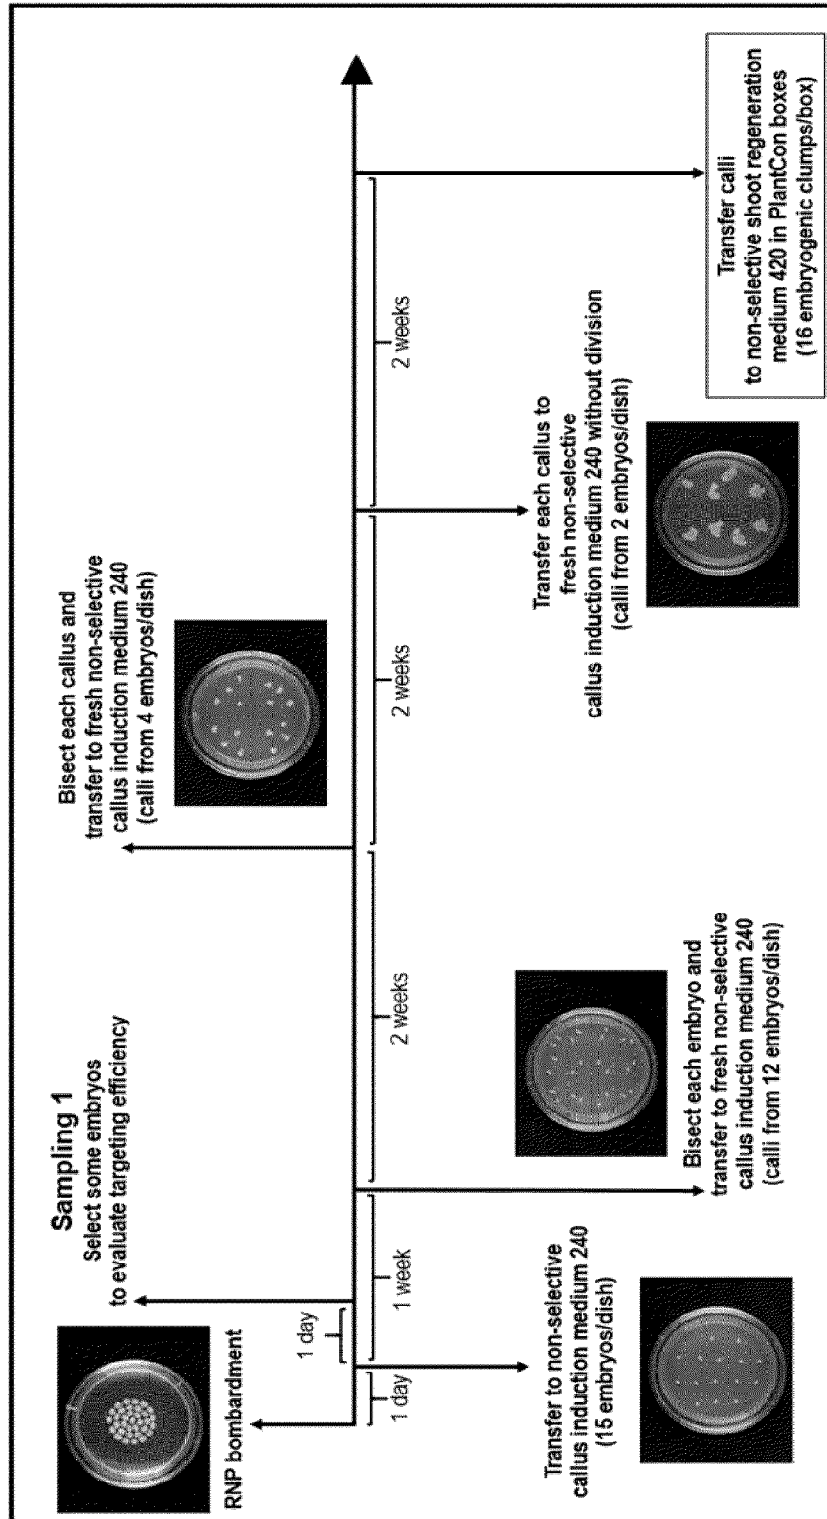 RNP bombardment
1 day
Transfer to non-selective
callus induction medium 240
(15 embryos/dish)
1 day
Sampling 1
Select some embryos
to evaluate targeting efficiency
1 week
Bisect each embryo and
transfer to fresh non-selective
callus induction medium 240
(calli from 12 embryos/dish)
2 weeks
Bisect each callus and
transfer to fresh non-selective
callus induction medium 240
(calli from 4 embryos/dish)
2 weeks
Transfer each callus to
fresh non-selective
callus induction medium 240 without division
(calli from 2 embryos/dish)
2 weeks
Transfer calli
to non-selective shoot regeneration
medium 420 in PlantCon boxes
(16 embryogenic clumps/box)